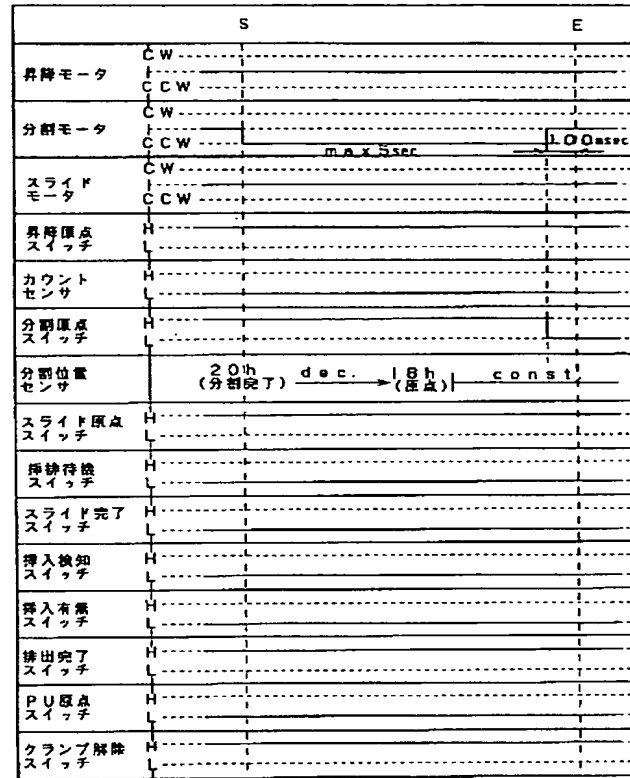 S E
昇降モータ CW
CCW
分割モータ CW
CCW max5sec 100msec
スライド
モータ CW
CCW
昇降原点
スイッチ H
L
カウント
センサ H
L
分割原点
スイッチ H
L
分割位置
センサ 20h
(分割完了) dec. 18h
(原点) const
スライド原点
スイッチ H
L
挿排待機
スイッチ H
L
スライド完了
スイッチ H
L
挿入検知
スイッチ H
L
挿入有無
スイッチ H
L
排出完了
スイッチ H
L
PU原点
スイッチ H
L
クランプ解除
スイッチ H
L